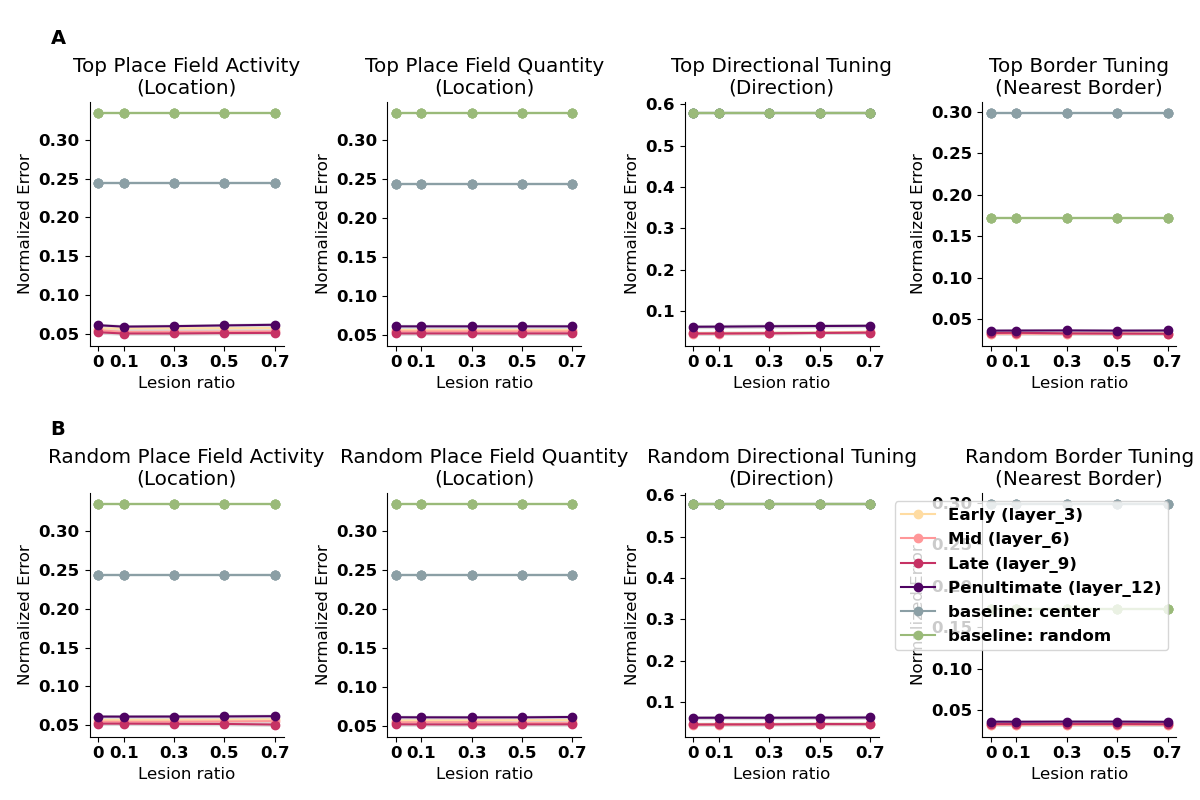 A
Top Place Field Activity
(Location)
Top Place Field Quantity
(Location)
Top Directional Tuning
(Direction)
Top Border Tuning
(Nearest Border)
Normalized Error
0.30
0.25
0.20
0.15
0.10
0.05
0 0.1 0.3 0.5 0.7
Lesion ratio
Normalized Error
0.30
0.25
0.20
0.15
0.10
0.05
0 0.1 0.3 0.5 0.7
Lesion ratio
Normalized Error
0.6
0.5
0.4
0.3
0.2
0.1
0 0.1 0.3 0.5 0.7
Lesion ratio
Normalized Error
0.30
0.25
0.20
0.15
0.10
0.05
0 0.1 0.3 0.5 0.7
Lesion ratio
B
Random Place Field Activity
(Location)
Random Place Field Quantity
(Location)
Random Directional Tuning
(Direction)
Random Border Tuning
(Nearest Border)
Normalized Error
0.30
0.25
0.20
0.15
0.10
0.05
0 0.1 0.3 0.5 0.7
Lesion ratio
Normalized Error
0.30
0.25
0.20
0.15
0.10
0.05
0 0.1 0.3 0.5 0.7
Lesion ratio
Normalized Error
0.6
0.5
0.4
0.3
0.2
0.1
0 0.1 0.3 0.5 0.7
Lesion ratio
Normalized Error
0.30
0.25
0.20
0.15
0.10
0.05
0 0.1 0.3 0.5 0.7
Lesion ratio
Early (layer_3)
Mid (layer_6)
Late (layer_9)
Penultimate (layer_12)
baseline: center
baseline: random